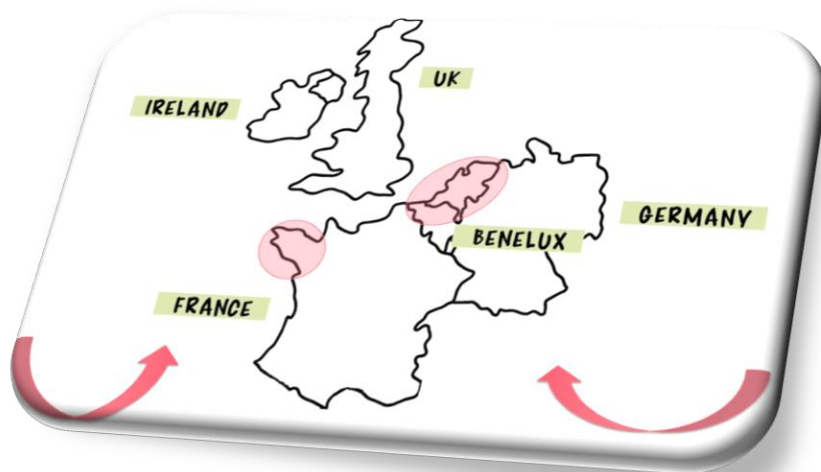 UK
IRELAND
GERMANY
BENELUX
FRANCE